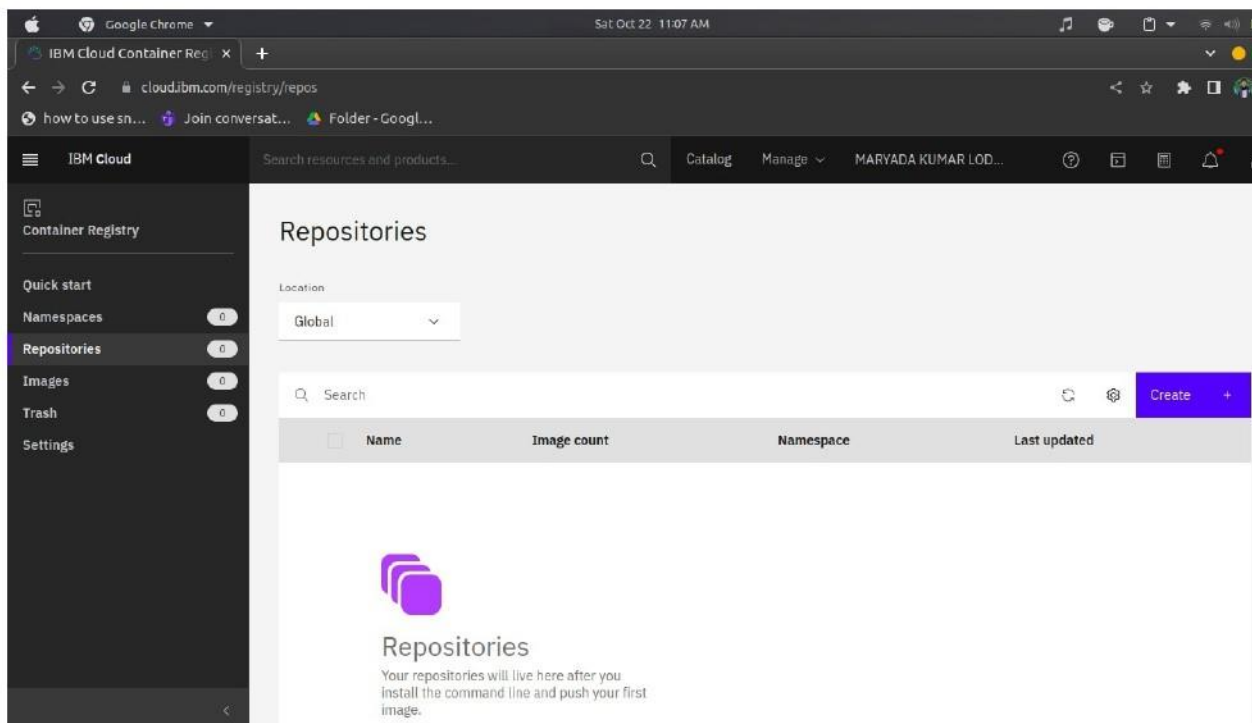 Google Chrome
Sat Oct 22 11:07 AM
IBM Cloud Container Regi
cloud.ibm.com/registry/repos
how to use sn...
Join conversat...
Folder - Googl...
IBM Cloud
Search resources and products...
Catalog
Manage
MARYADA KUMAR LOD...
Container Registry
Repositories
Location
Global
Quick start
Namespaces 0
Repositories 0
Images 0
Trash 0
Settings
Search
Create +
Name
Image count
Namespace
Last updated
Repositories
Your repositories will live here after you
install the command line and push your first
image.